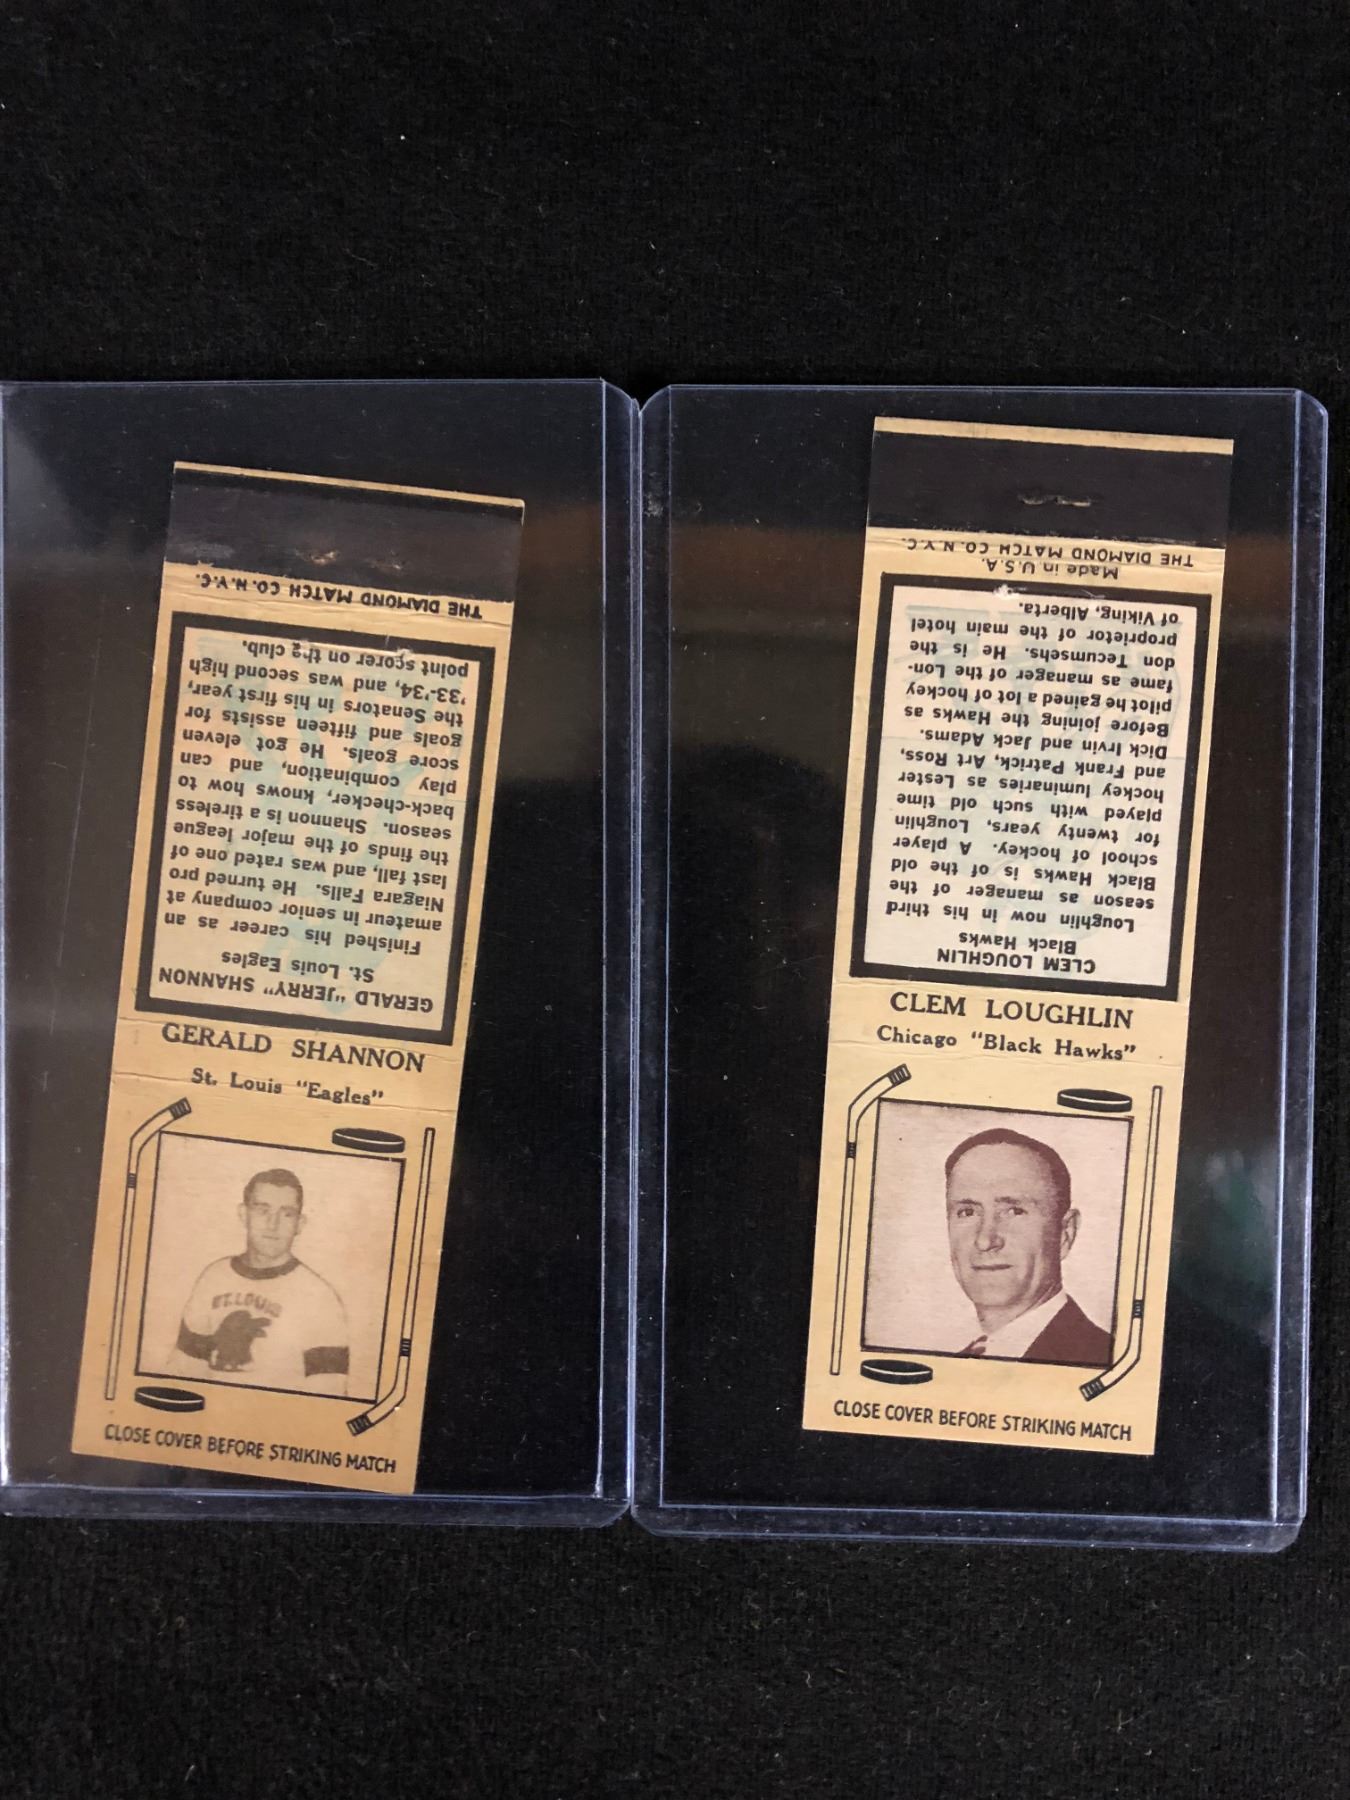 THE DIAMOND MATCH CO. N.Y.C.
GERALD "JERRY" SHANNON
St. Louis Eagles
Finished his career as an
amateur in senior company at
Niagara Falls. He turned pro
last fall, and was rated one of
the finds of the major league
season. Shannon is a tireless
back-checker, knows how to
play combination, and can
score goals. He got eleven
goals and fifteen assists for
the Senators in his first year,
'33-'34, and was second high
point scorer on the club.
GERALD SHANNON
St. Louis "Eagles"
ST. LOUIS
CLOSE COVER BEFORE STRIKING MATCH
THE DIAMOND MATCH CO. N.Y.C.
Made in U.S.A.
CLEM LOUGHLIN
Black Hawks
Loughlin now in his third
season as manager of the
Black Hawks is of the old
school of hockey. A player
for twenty years, Loughlin
played with such old time
hockey luminaries as Lester
and Frank Patrick, Art, Ross,
Dick Irvin and Jack Adams.
Before joining the Hawks as
pilot he gained a lot of hockey
fame as manager of the Lon-
don Tecumsehs. He is the
proprietor of the main hotel
of Viking, Alberta.
CLEM LOUGHLIN
Chicago "Black Hawks"
CLOSE COVER BEFORE STRIKING MATCH